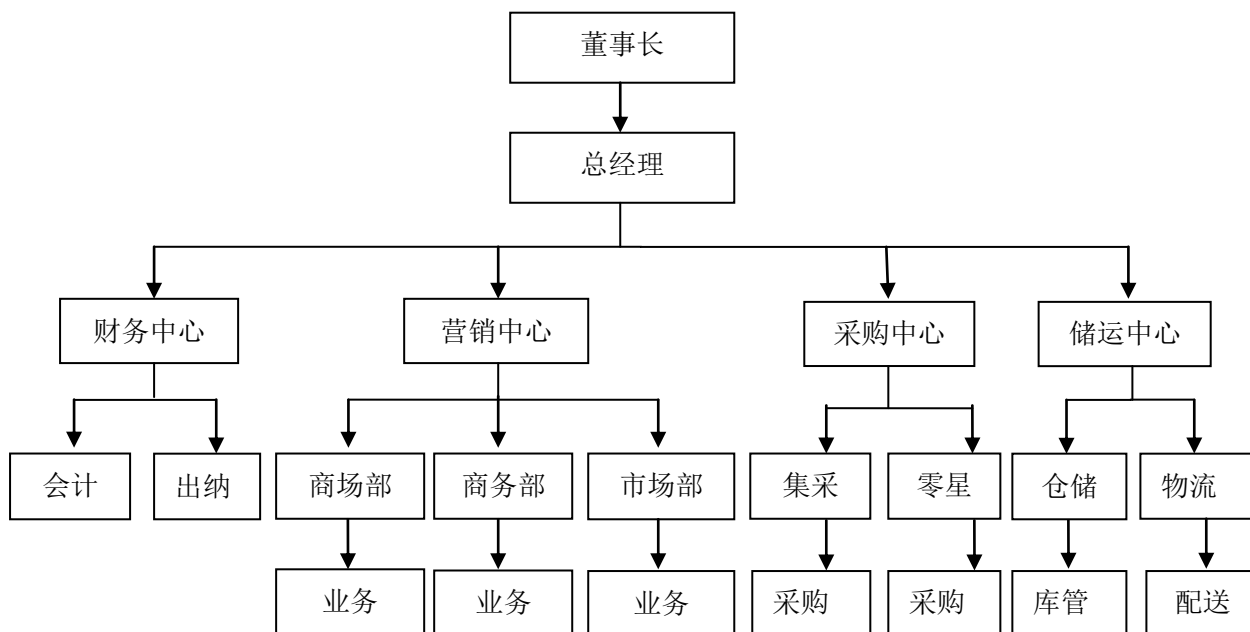 董事长
总经理
财务中心
营销中心
采购中心
储运中心
会计
出纳
商场部
商务部
市场部
集采
零星
仓储
物流
业务
业务
业务
采购
采购
库管
配送